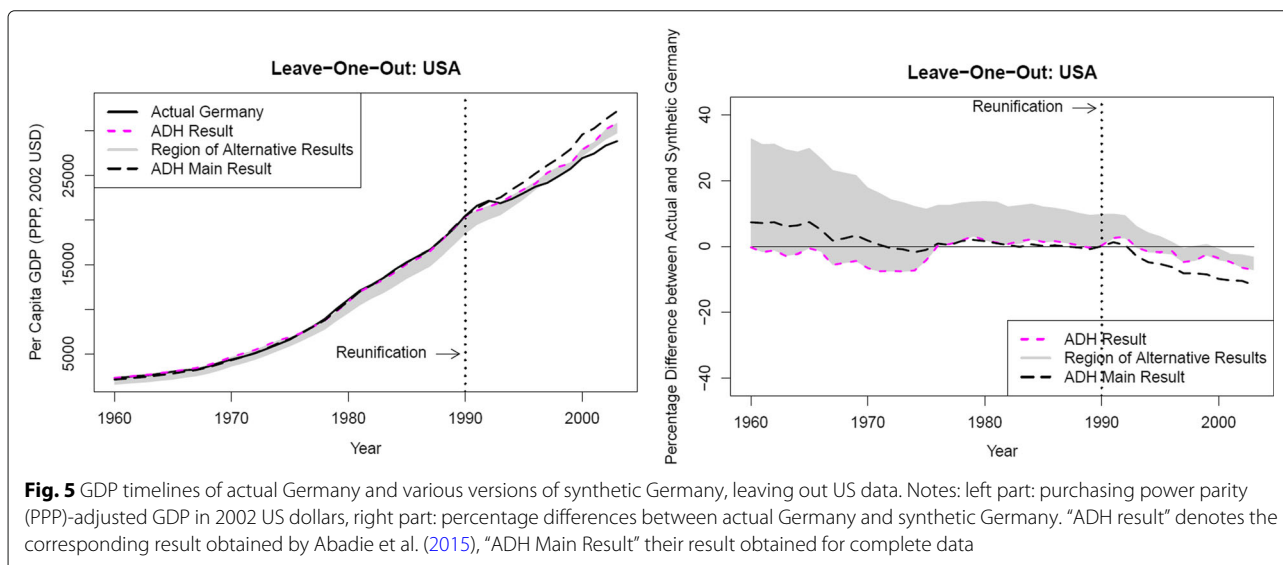 Leave−One−Out: USA
Per Capita GDP (PPP, 2002 USD)
25000
15000
5000
Actual Germany
ADH Result
Region of Alternative Results
ADH Main Result
Reunification
1960
1970
1980
1990
2000
Year
Leave−One−Out: USA
Percentage Difference between Actual and Synthetic Germany
40
20
0
−20
−40
Reunification
ADH Result
Region of Alternative Results
ADH Main Result
1960
1970
1980
1990
2000
Year
Fig. 5 GDP timelines of actual Germany and various versions of synthetic Germany, leaving out US data. Notes: left part: purchasing power parity
(PPP)-adjusted GDP in 2002 US dollars, right part: percentage differences between actual Germany and synthetic Germany. “ADH result” denotes the
corresponding result obtained by Abadie et al. (2015), “ADH Main Result” their result obtained for complete data